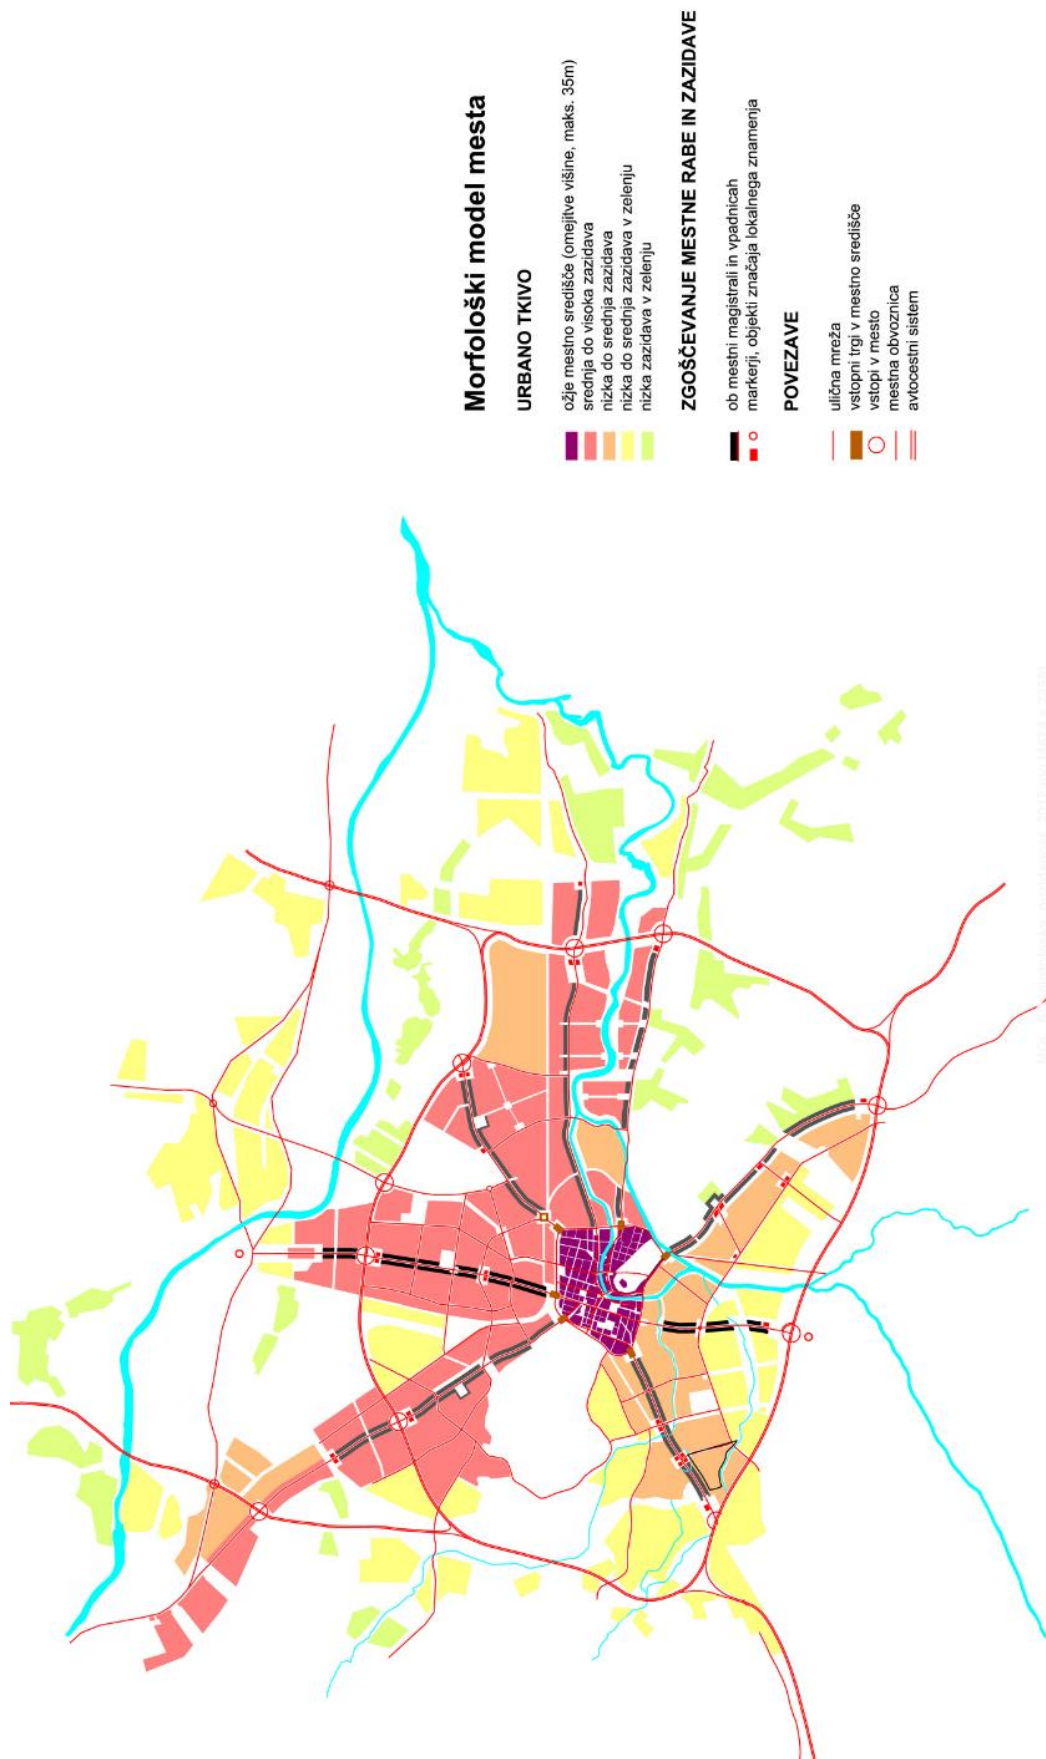 Morfološki model mesta
URBANO TKIVO
ožje mestno središče (omejitve višine, maks. 35m)
srednja do visoka zazidava
nizka do srednja zazidava
nizka do srednja zazidava v zelenju
nizka zazidava v zelenju
ZGOŠČEVANJE MESTNE RABE IN ZAZIDAVE
ob mestni magistrali in vpadnicah
markerji, objekti značaja lokalnega znamenja
POVEZAVE
ulična mreža
vstopni trgi v mestno središče
vstopi v mesto
mestna obvoznica
avtocestni sistem